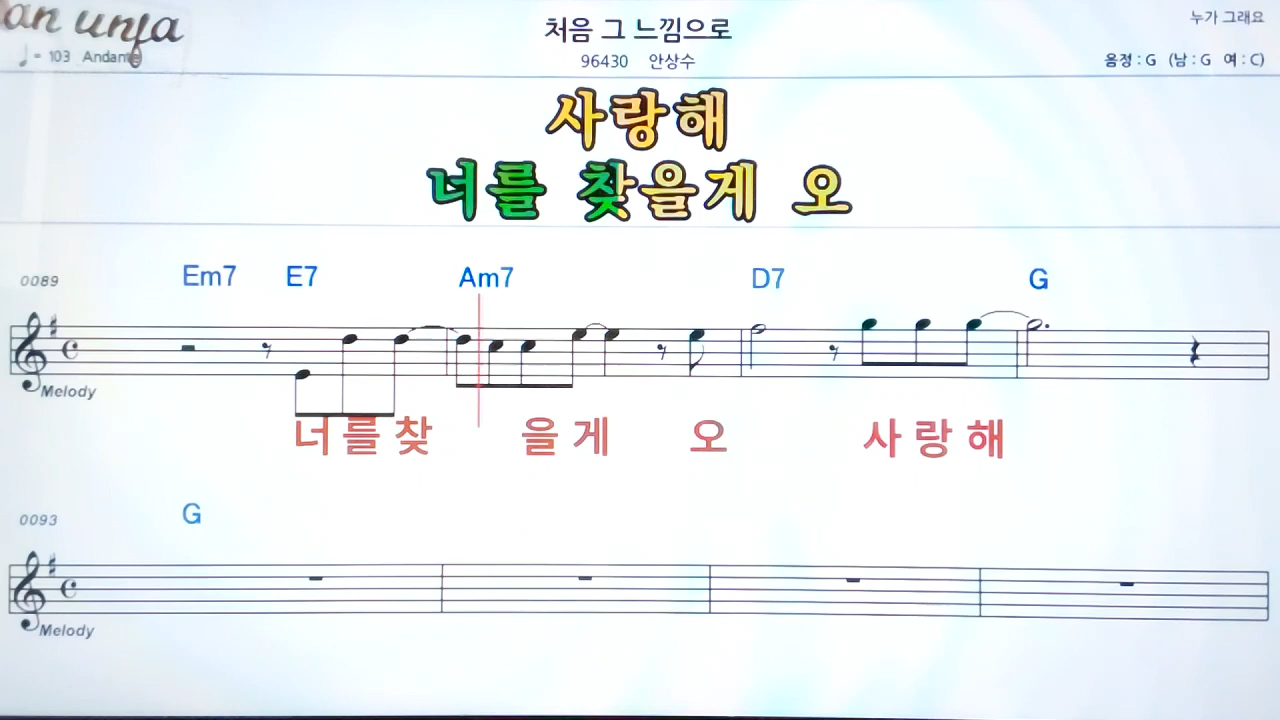 an unja
처음 그 느낌으로
누가 그래요
♩= 103 Andante
96430 안상수
음정 : G (남 : G 여 : C)
사랑해
너를 찾을게 오
0089 Em7 E7 Am7 D7 G
Melody
너 를 찾 을 게 오 사 랑 해
0093 G
Melody